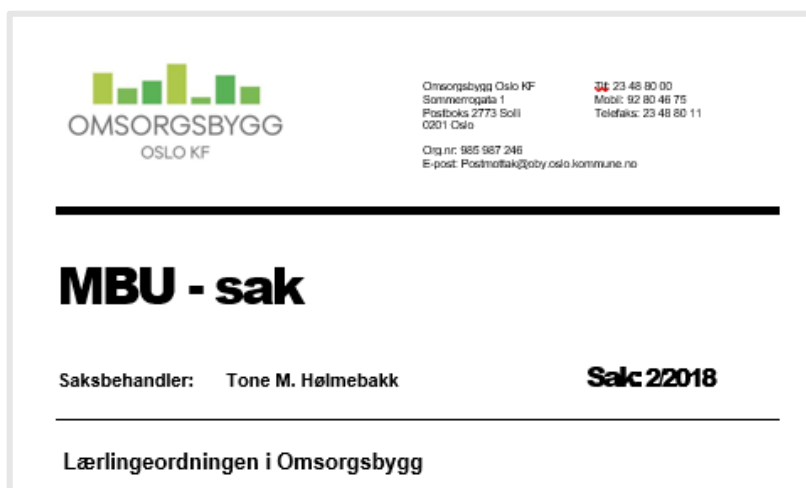 OMSORGSBYGG
OSLO KF
Omsorgsbygg Oslo KF
Sommerrogata 1
Postboks 2773 Solli
0201 Oslo
Org.nr: 985 987 246
E-post: Postmottak@oby.oslo.kommune.no
Tlf: 23 48 80 00
Mobil: 92 80 46 75
Telefaks: 23 48 80 11
MBU - sak
Saksbehandler: Tone M. Hølmebakk
Sak: 2/2018
Lærlingeordningen i Omsorgsbygg